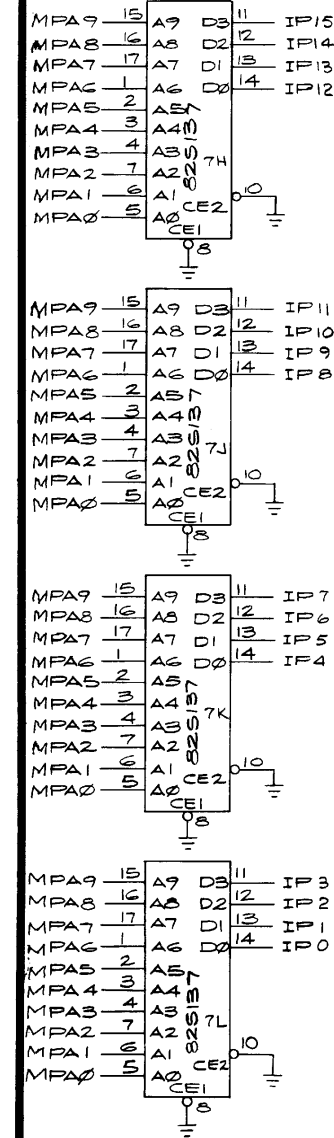 MPA9 15 A9 D3 11 IP15
MPA8 16 A8 D2 12 IP14
MPA7 17 A7 D1 13 IP13
MPA6 1 A6 DØ 14 IP12
MPA5 2 A5
MPA4 3 A4
MPA3 4 A3
MPA2 7 A2
MPA1 6 A1
MPAØ 5 AØ
82S137
7H
CE2 10
CE1
8
MPA9 15 A9 D3 11 IP11
MPA8 16 A8 D2 12 IP10
MPA7 17 A7 D1 13 IP9
MPA6 1 A6 DØ 14 IP8
MPA5 2 A5
MPA4 3 A4
MPA3 4 A3
MPA2 7 A2
MPA1 6 A1
MPAØ 5 AØ
82S137
7J
CE2 10
CE1
8
MPA9 15 A9 D3 11 IP7
MPA8 16 A8 D2 12 IP6
MPA7 17 A7 D1 13 IP5
MPA6 1 A6 DØ 14 IP4
MPA5 2 A5
MPA4 3 A4
MPA3 4 A3
MPA2 7 A2
MPA1 6 A1
MPAØ 5 AØ
82S137
7K
CE2 10
CE1
8
MPA9 15 A9 D3 11 IP3
MPA8 16 A8 D2 12 IP2
MPA7 17 A7 D1 13 IP1
MPA6 1 A6 DØ 14 IP0
MPA5 2 A5
MPA4 3 A4
MPA3 4 A3
MPA2 7 A2
MPA1 6 A1
MPAØ 5 AØ
82S137
7L
CE2 10
CE1
8